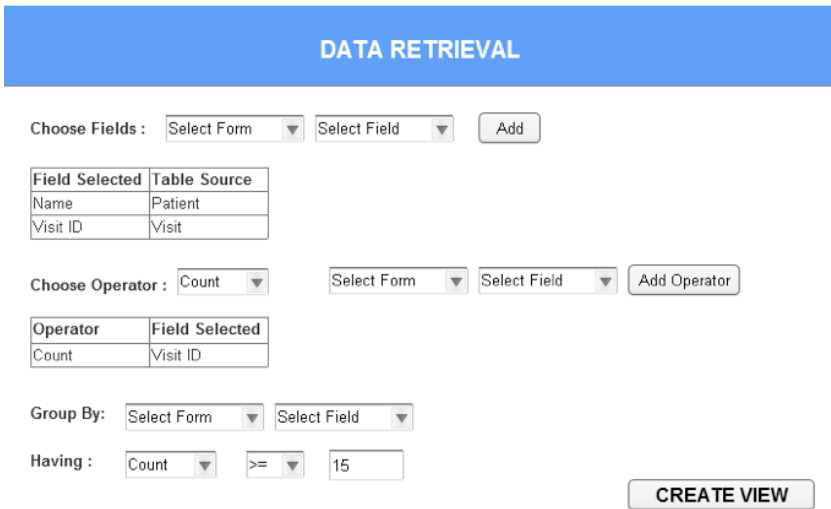 DATA RETRIEVAL
Choose Fields : Select Form Select Field Add
Field Selected Table Source
Name Patient
Visit ID Visit
Choose Operator : Count Select Form Select Field Add Operator
Operator Field Selected
Count Visit ID
Group By: Select Form Select Field
Having : Count >= 15
CREATE VIEW